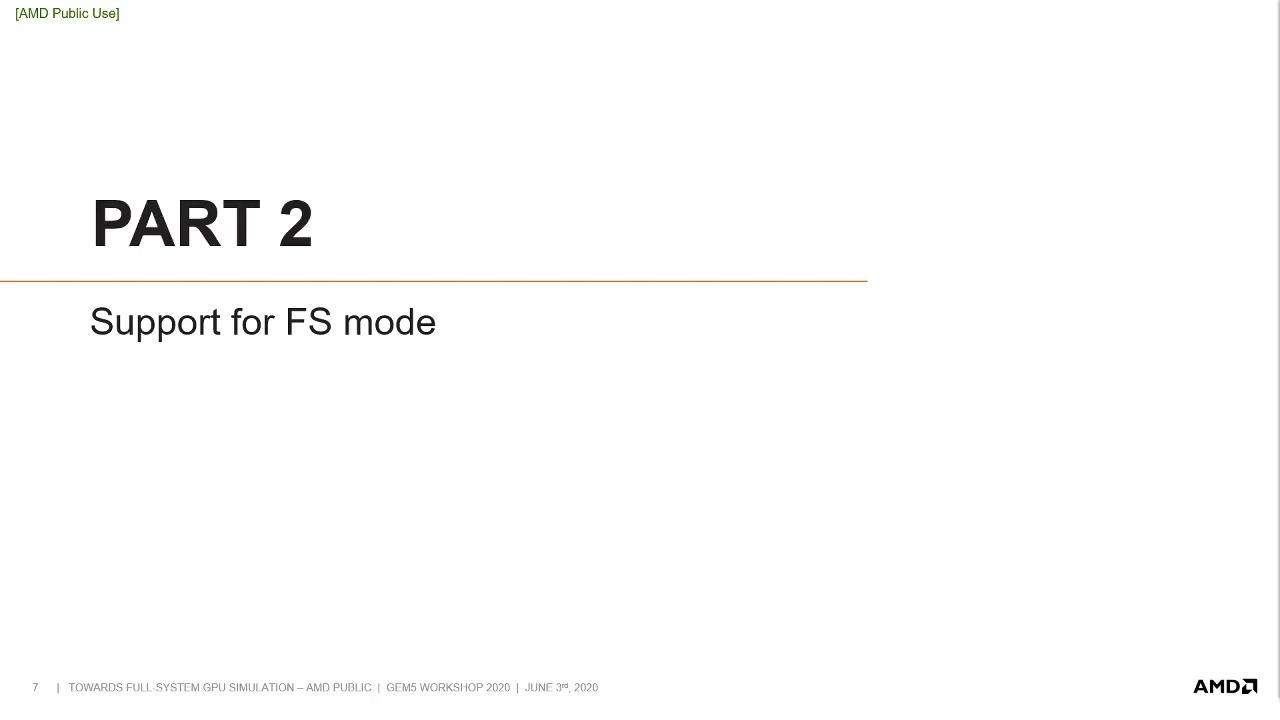 [AMD Public Use]
PART 2
Support for FS mode
7 | TOWARDS FULL-SYSTEM GPU SIMULATION – AMD PUBLIC | GEM5 WORKSHOP 2020 | JUNE 3rd, 2020
AMD